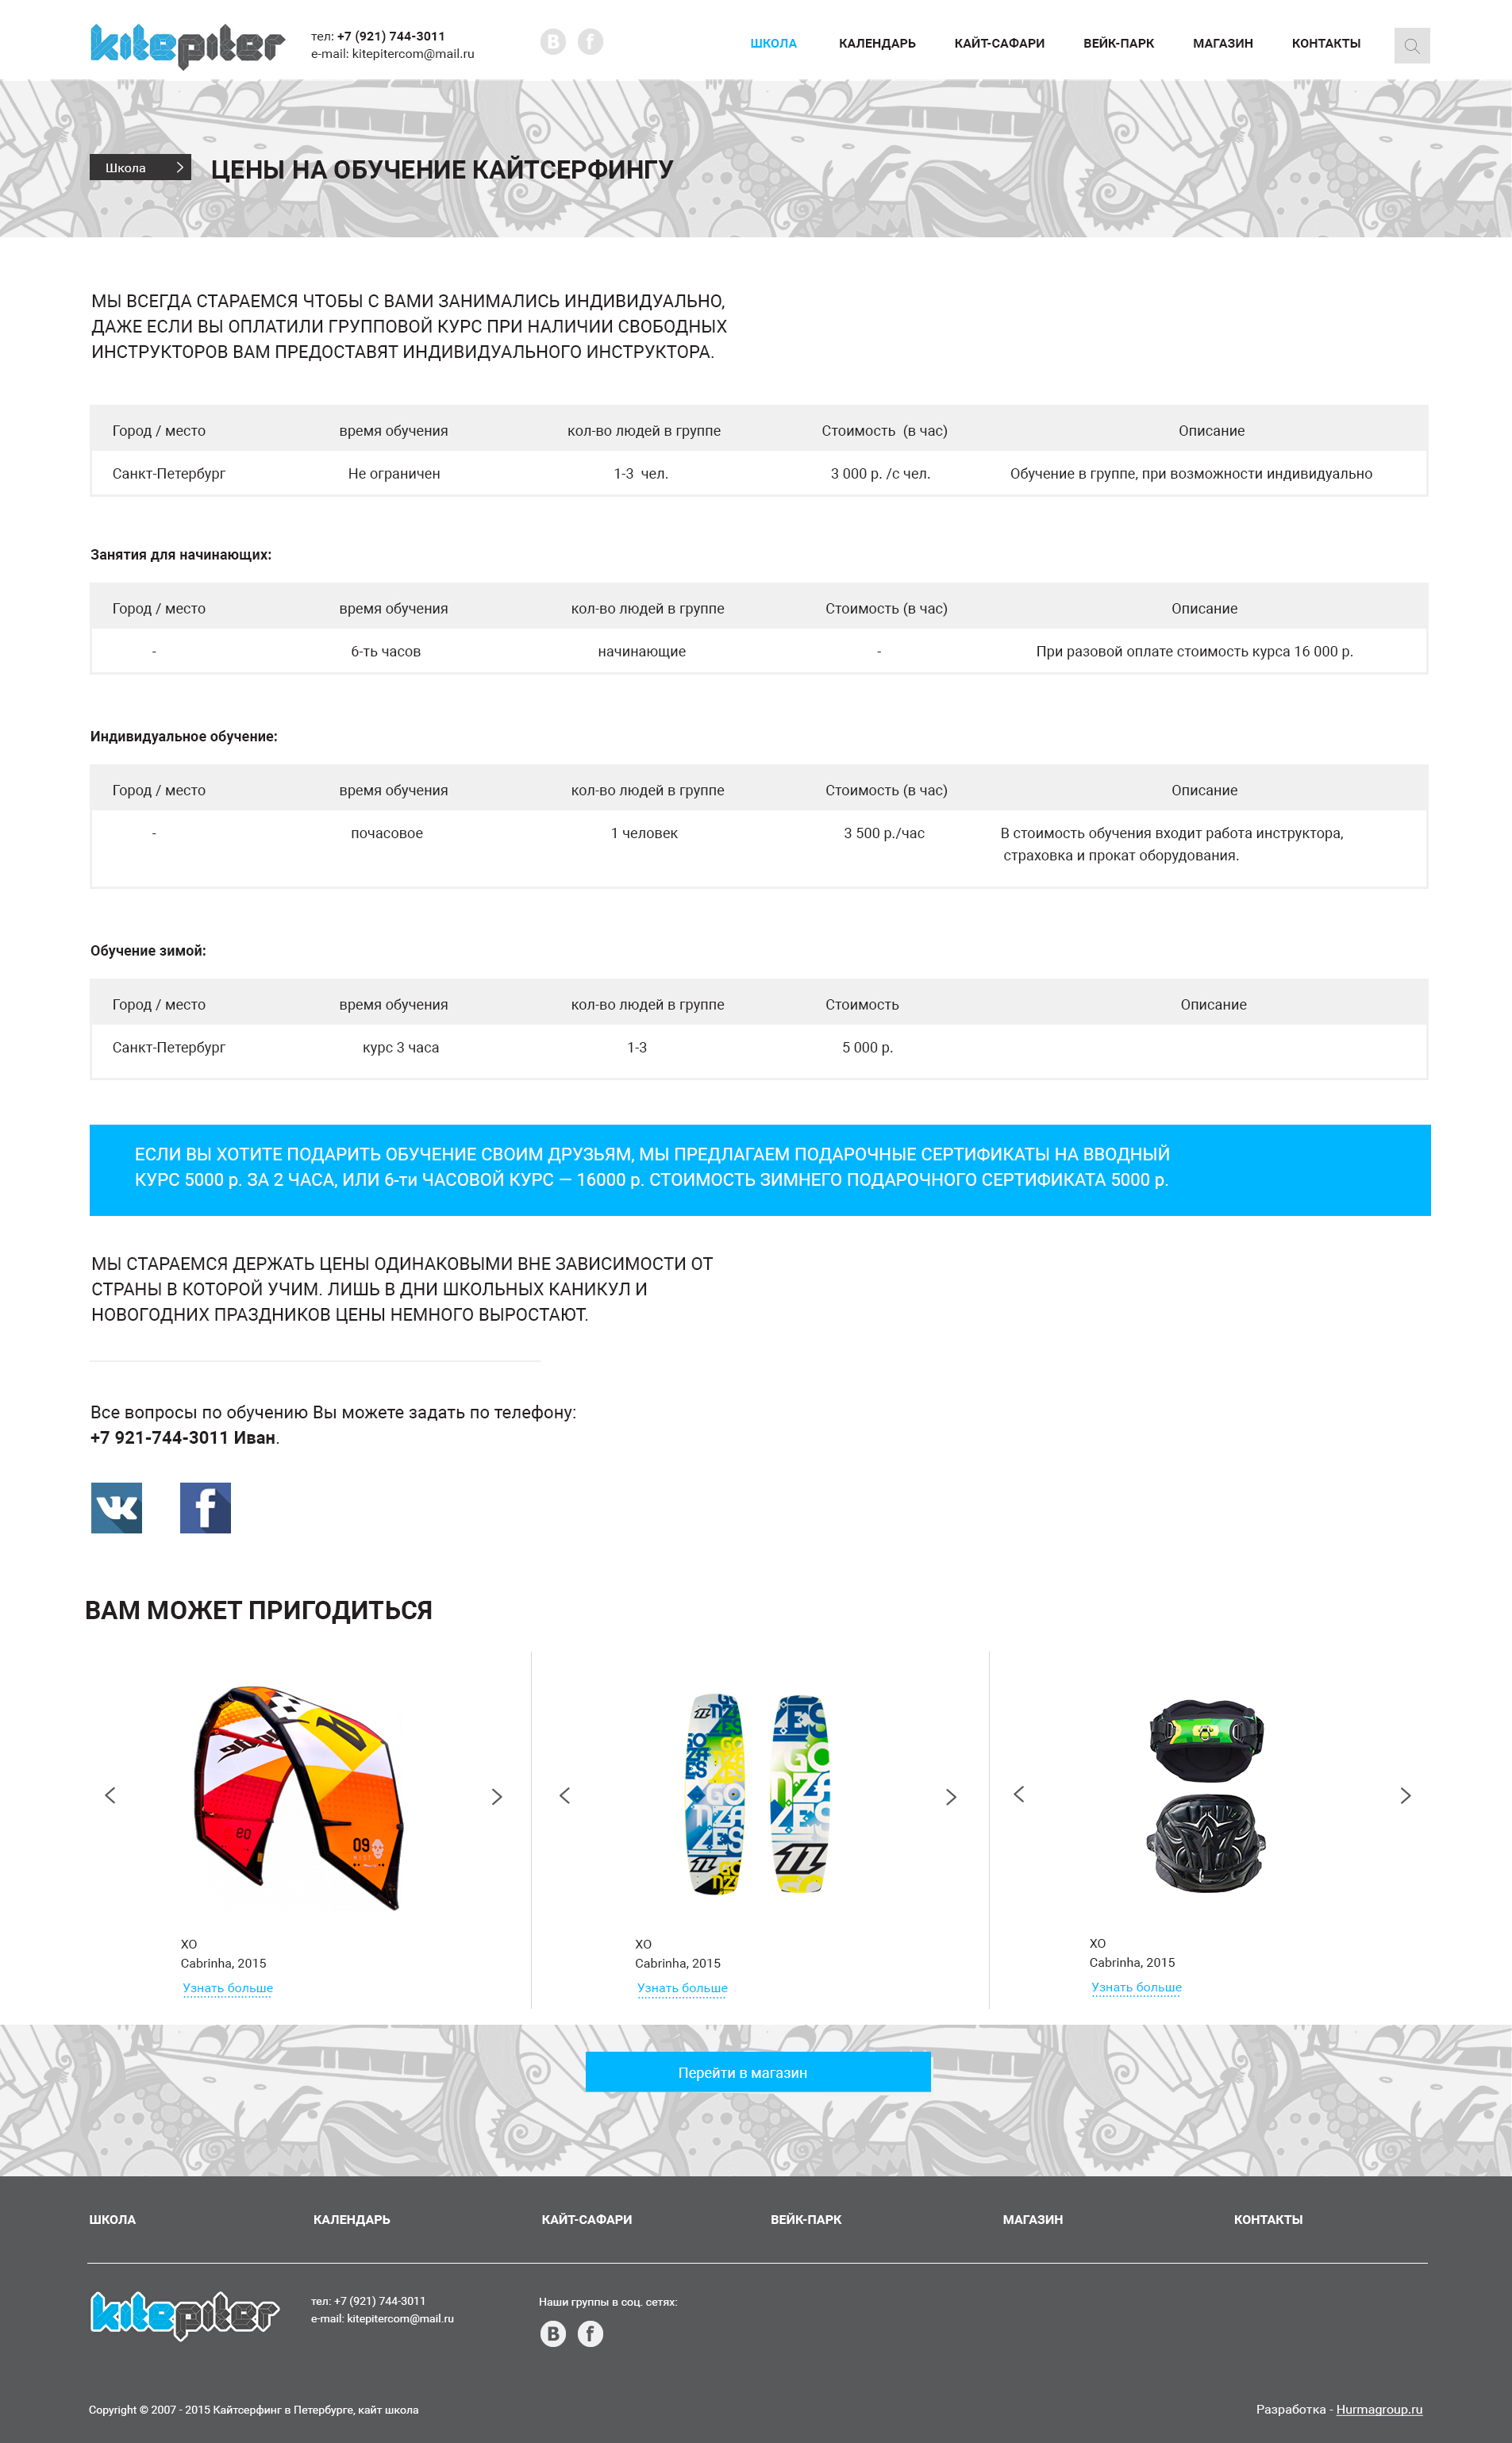 kitepiter
тел: +7 (921) 744-3011
e-mail: kitepitercom@mail.ru
B f
ШКОЛА КАЛЕНДАРЬ КАЙТ-САФАРИ ВЕЙК-ПАРК МАГАЗИН КОНТАКТЫ
Школа
ЦЕНЫ НА ОБУЧЕНИЕ КАЙТСЕРФИНГУ
МЫ ВСЕГДА СТАРАЕМСЯ ЧТОБЫ С ВАМИ ЗАНИМАЛИСЬ ИНДИВИДУАЛЬНО,
ДАЖЕ ЕСЛИ ВЫ ОПЛАТИЛИ ГРУППОВОЙ КУРС ПРИ НАЛИЧИИ СВОБОДНЫХ
ИНСТРУКТОРОВ ВАМ ПРЕДОСТАВЯТ ИНДИВИДУАЛЬНОГО ИНСТРУКТОРА.
Город / место время обучения кол-во людей в группе Стоимость (в час) Описание
Санкт-Петербург Не ограничен 1-3 чел. 3 000 р. /с чел. Обучение в группе, при возможности индивидуально
Занятия для начинающих:
Город / место время обучения кол-во людей в группе Стоимость (в час) Описание
- 6-ть часов начинающие - При разовой оплате стоимость курса 16 000 р.
Индивидуальное обучение:
Город / место время обучения кол-во людей в группе Стоимость (в час) Описание
- почасовое 1 человек 3 500 р./час В стоимость обучения входит работа инструктора,
страховка и прокат оборудования.
Обучение зимой:
Город / место время обучения кол-во людей в группе Стоимость Описание
Санкт-Петербург курс 3 часа 1-3 5 000 р.
ЕСЛИ ВЫ ХОТИТЕ ПОДАРИТЬ ОБУЧЕНИЕ СВОИМ ДРУЗЬЯМ, МЫ ПРЕДЛАГАЕМ ПОДАРОЧНЫЕ СЕРТИФИКАТЫ НА ВВОДНЫЙ
КУРС 5000 р. ЗА 2 ЧАСА, ИЛИ 6-ти ЧАСОВОЙ КУРС — 16000 р. СТОИМОСТЬ ЗИМНЕГО ПОДАРОЧНОГО СЕРТИФИКАТА 5000 р.
МЫ СТАРАЕМСЯ ДЕРЖАТЬ ЦЕНЫ ОДИНАКОВЫМИ ВНЕ ЗАВИСИМОСТИ ОТ
СТРАНЫ В КОТОРОЙ УЧИМ. ЛИШЬ В ДНИ ШКОЛЬНЫХ КАНИКУЛ И
НОВОГОДНИХ ПРАЗДНИКОВ ЦЕНЫ НЕМНОГО ВЫРОСТАЮТ.
Все вопросы по обучению Вы можете задать по телефону:
+7 921-744-3011 Иван.
VK f
ВАМ МОЖЕТ ПРИГОДИТЬСЯ
09
GONZALES
XO XO XO
Cabrinha, 2015 Cabrinha, 2015 Cabrinha, 2015
Узнать больше Узнать больше Узнать больше
Перейти в магазин
ШКОЛА КАЛЕНДАРЬ КАЙТ-САФАРИ ВЕЙК-ПАРК МАГАЗИН КОНТАКТЫ
kitepiter
тел: +7 (921) 744-3011
e-mail: kitepitercom@mail.ru
Наши группы в соц. сетях:
B f
Copyright © 2007 - 2015 Кайтсерфинг в Петербурге, кайт школа
Разработка - Hurmagroup.ru